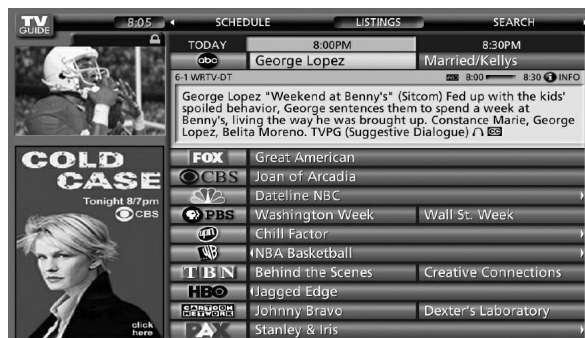 TV GUIDE 8:05 SCHEDULE LISTINGS SEARCH
TODAY 8:00PM 8:30PM
abc George Lopez Married/Kellys
6-1 WRTV-DT 8:00 8:30 INFO
George Lopez "Weekend at Benny's" (Sitcom) Fed up with the kids'
spoiled behavior, George sentences them to spend a week at
Benny's, living the way he was brought up. Constance Marie, George
Lopez, Belita Moreno. TVPG (Suggestive Dialogue) CC
COLD
CASE
Tonight 8/7pm
CBS
click
here
FOX Great American
CBS Joan of Arcadia
Dateline NBC
PBS Washington Week Wall St. Week
upn Chill Factor
WB NBA Basketball
TBN Behind the Scenes Creative Connections
HBO Jagged Edge
CARTOON NETWORK Johnny Bravo Dexter's Laboratory
PAX Stanley & Iris